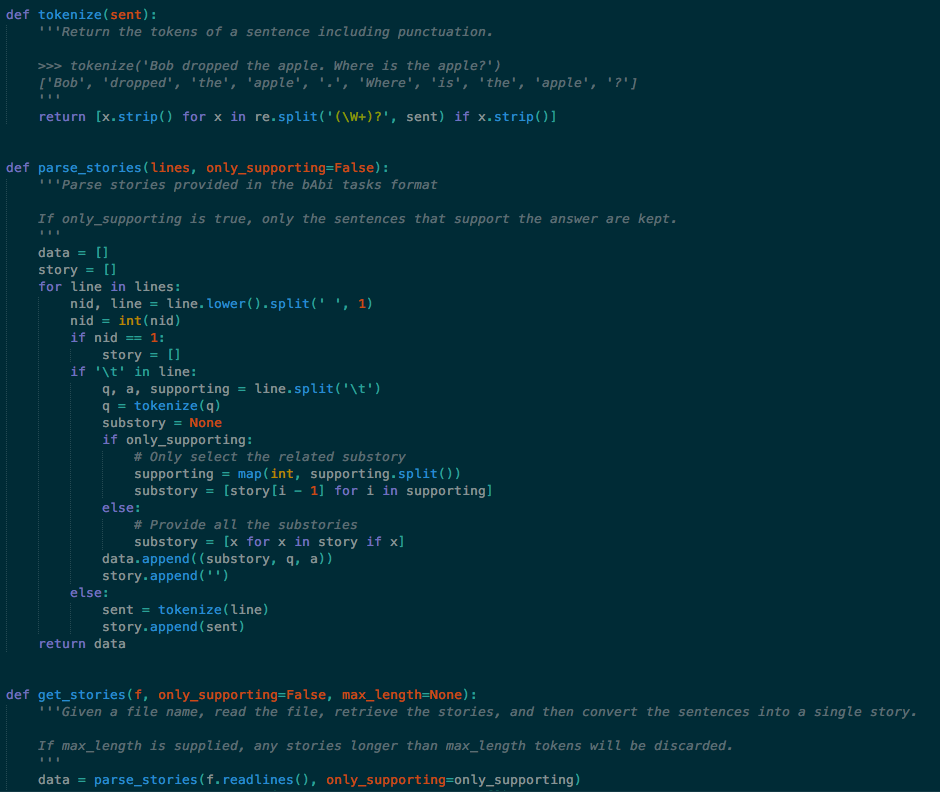 def tokenize(sent):
    '''Return the tokens of a sentence including punctuation.
    >>> tokenize('Bob dropped the apple. Where is the apple?')
    ['Bob', 'dropped', 'the', 'apple', '.', 'Where', 'is', 'the', 'apple', '?']
    '''
    return [x.strip() for x in re.split('(\W+)?', sent) if x.strip()]
def parse_stories(lines, only_supporting=False):
    '''Parse stories provided in the bAbi tasks format
    If only_supporting is true, only the sentences that support the answer are kept.
    '''
    data = []
    story = []
    for line in lines:
        nid, line = line.lower().split(' ', 1)
        nid = int(nid)
        if nid == 1:
            story = []
        if '\t' in line:
            q, a, supporting = line.split('\t')
            q = tokenize(q)
            substory = None
            if only_supporting:
                # Only select the related substory
                supporting = map(int, supporting.split())
                substory = [story[i - 1] for i in supporting]
            else:
                # Provide all the substories
                substory = [x for x in story if x]
            data.append((substory, q, a))
            story.append('')
        else:
            sent = tokenize(line)
            story.append(sent)
    return data
def get_stories(f, only_supporting=False, max_length=None):
    '''Given a file name, read the file, retrieve the stories, and then convert the sentences into a single story.
    If max_length is supplied, any stories longer than max_length tokens will be discarded.
    '''
    data = parse_stories(f.readlines(), only_supporting=only_supporting)